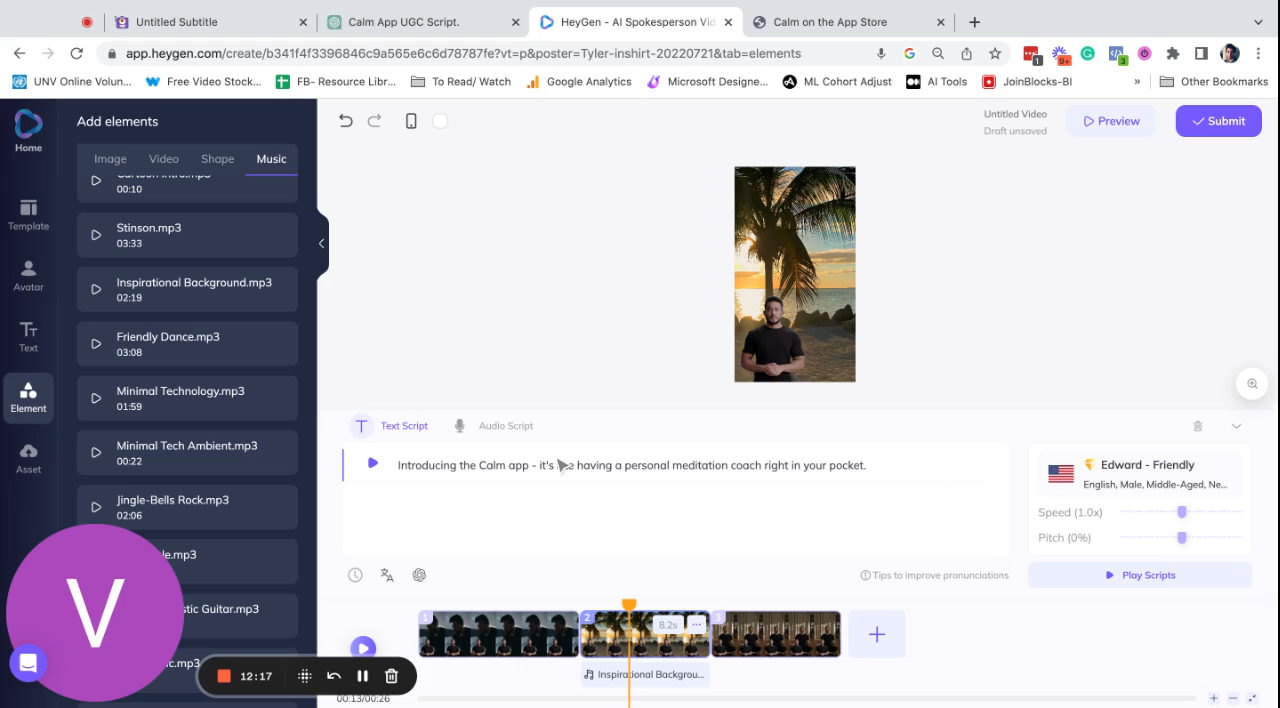 Untitled Subtitle
Calm App UGC Script.
HeyGen - AI Spokesperson Vid
Calm on the App Store
app.heygen.com/create/b341f4f3396846c9a565e6c6d78787fe?vt=p&poster=Tyler-inshirt-20220721&tab=elements
1
9+
3
UNV Online Volun...
Free Video Stock...
FB- Resource Libr...
To Read/ Watch
Google Analytics
Microsoft Designe...
ML Cohort Adjust
AI Tools
JoinBlocks-BI
»
Other Bookmarks
Home
Template
Avatar
Text
Element
Asset
Add elements
Image
Video
Shape
Music
Cartoon Intro.mp3
00:10
Stinson.mp3
03:33
Inspirational Background.mp3
02:19
Friendly Dance.mp3
03:08
Minimal Technology.mp3
01:59
Minimal Tech Ambient.mp3
00:22
Jingle-Bells Rock.mp3
02:06
le.mp3
stic Guitar.mp3
ic.mp3
V
12:17
Untitled Video
Draft unsaved
Preview
Submit
Text Script
Audio Script
Introducing the Calm app - it's having a personal meditation coach right in your pocket.
Edward - Friendly
English, Male, Middle-Aged, Ne...
Speed (1.0x)
Pitch (0%)
Tips to improve pronunciations
Play Scripts
1
2
8.2s
3
Inspirational Backgrou...
00:13/00:26